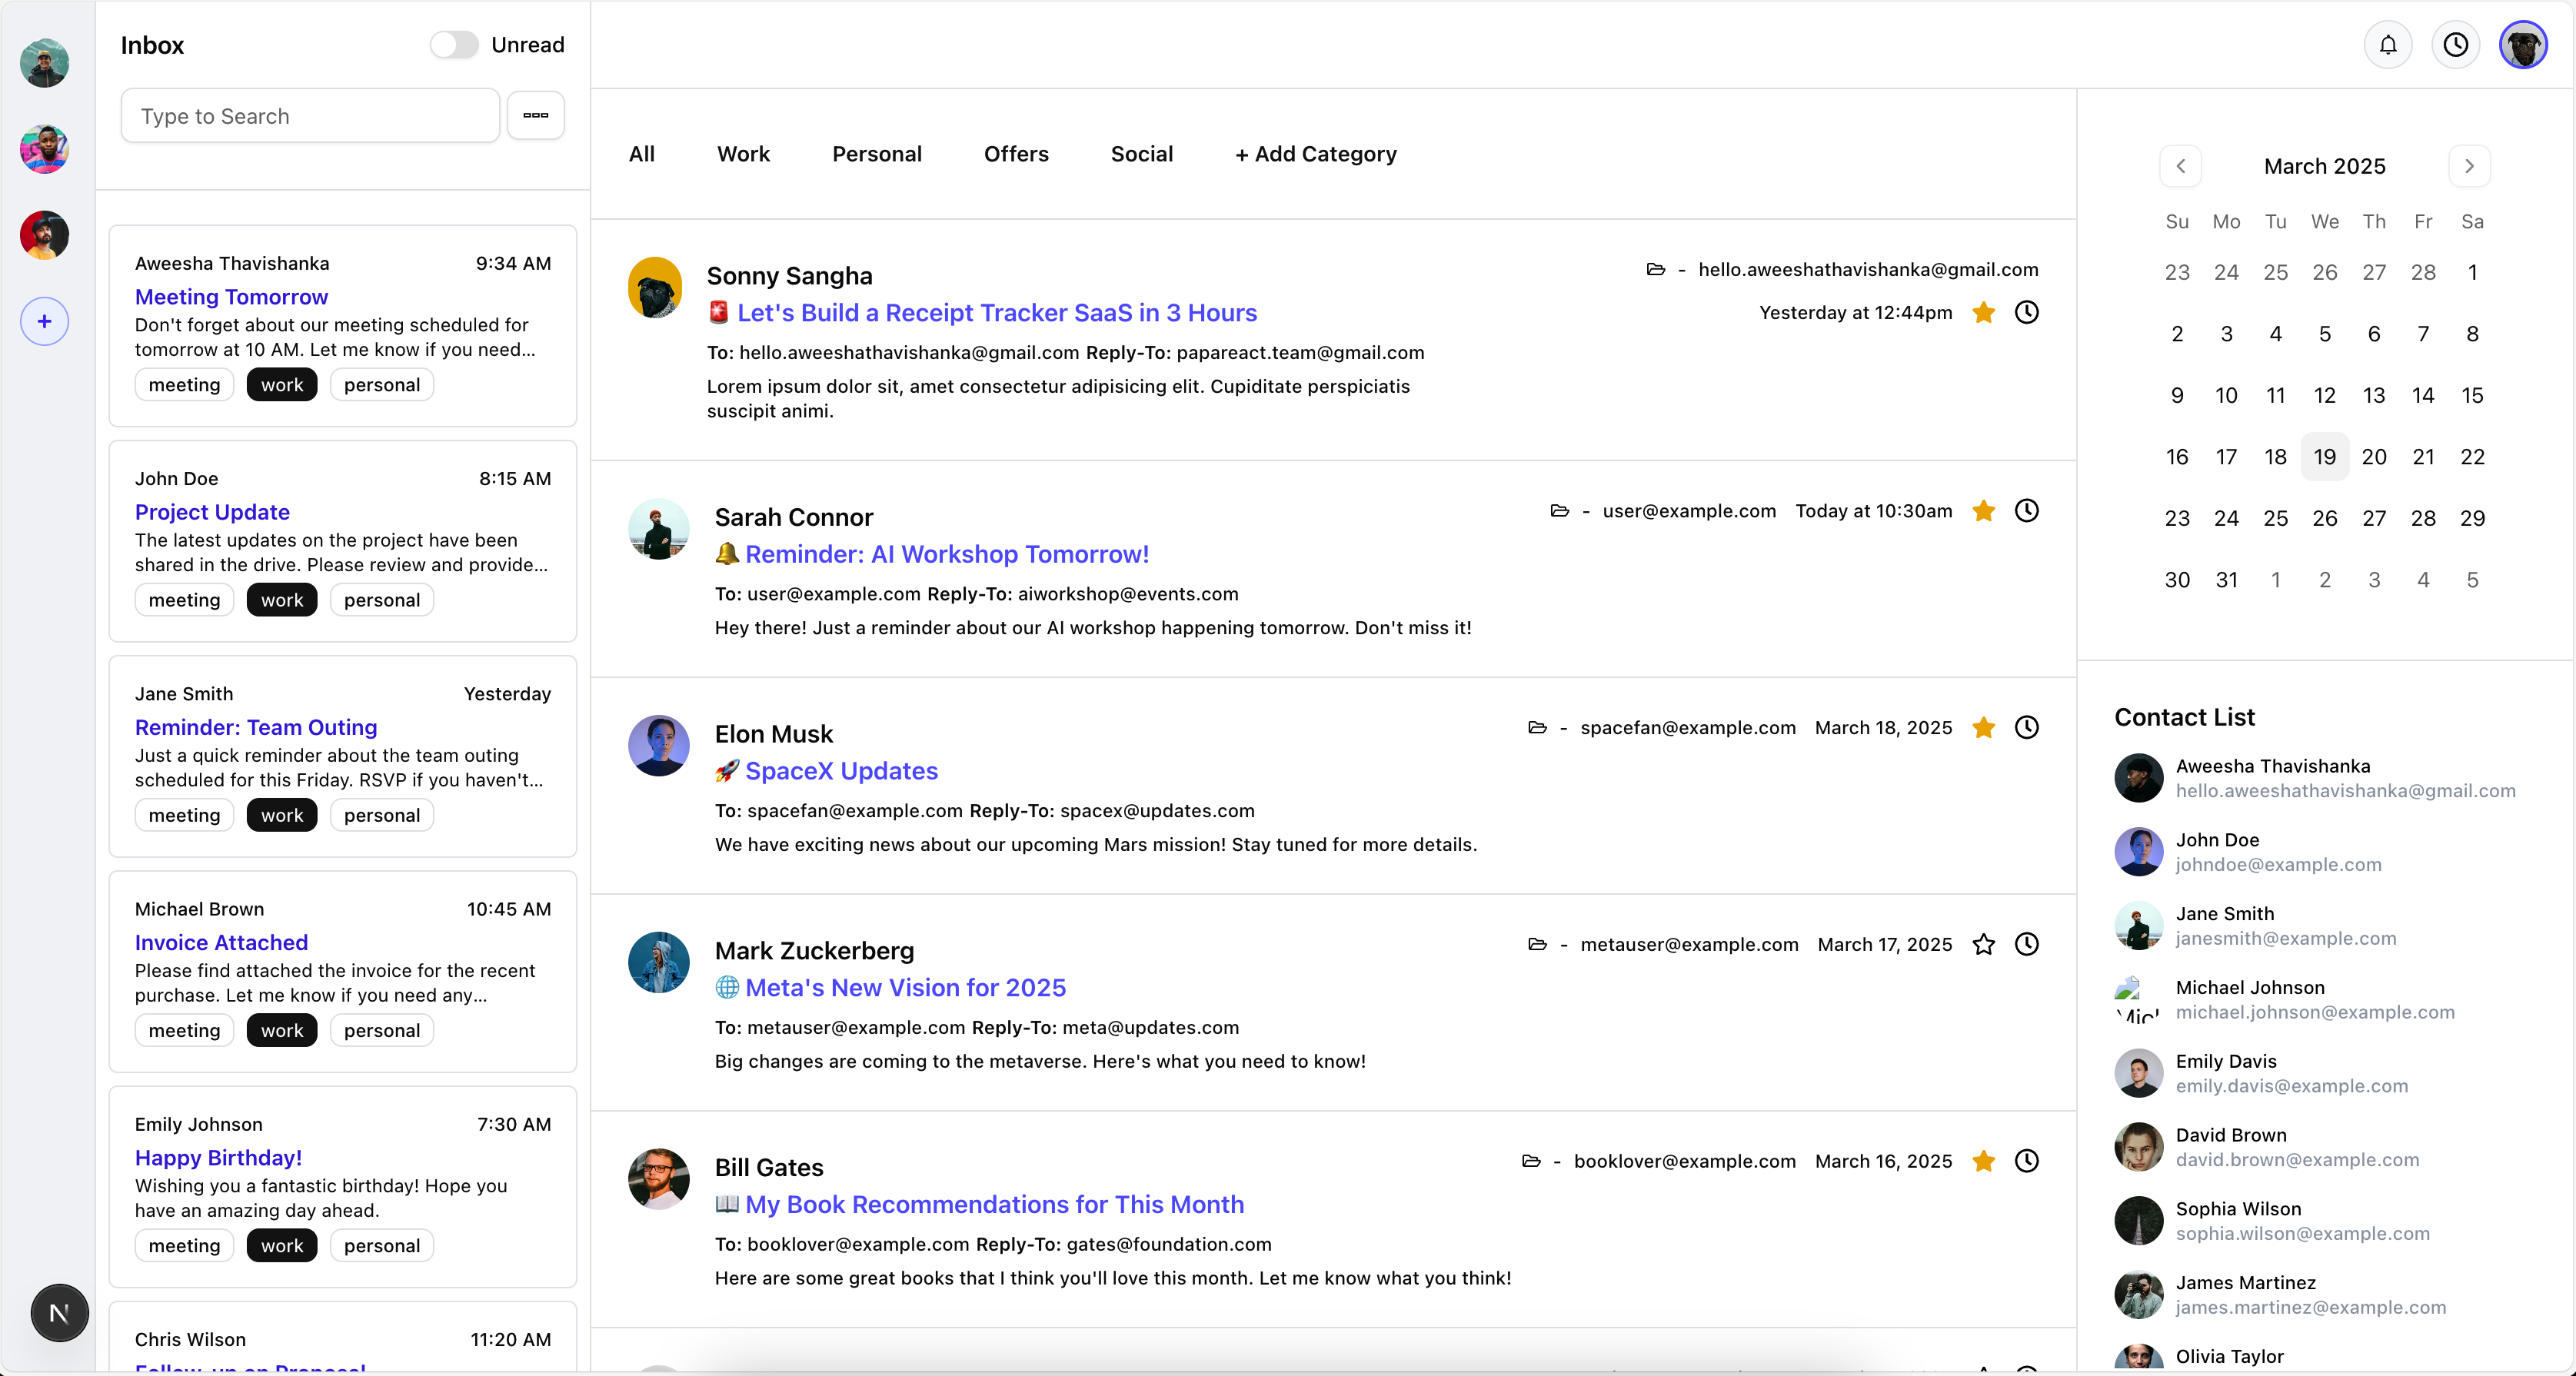 Inbox
Unread
Type to Search
Aweesha Thavishanka 9:34 AM
Meeting Tomorrow
Don't forget about our meeting scheduled for
tomorrow at 10 AM. Let me know if you need...
meeting work personal
John Doe 8:15 AM
Project Update
The latest updates on the project have been
shared in the drive. Please review and provide...
meeting work personal
Jane Smith Yesterday
Reminder: Team Outing
Just a quick reminder about the team outing
scheduled for this Friday. RSVP if you haven't...
meeting work personal
Michael Brown 10:45 AM
Invoice Attached
Please find attached the invoice for the recent
purchase. Let me know if you need any...
meeting work personal
Emily Johnson 7:30 AM
Happy Birthday!
Wishing you a fantastic birthday! Hope you
have an amazing day ahead.
meeting work personal
Chris Wilson 11:20 AM
Follow-up on Proposal
N
All Work Personal Offers Social + Add Category
Sonny Sangha
- hello.aweeshathavishanka@gmail.com
🚨 Let's Build a Receipt Tracker SaaS in 3 Hours
Yesterday at 12:44pm
To: hello.aweeshathavishanka@gmail.com Reply-To: papareact.team@gmail.com
Lorem ipsum dolor sit, amet consectetur adipisicing elit. Cupiditate perspiciatis
suscipit animi.
Sarah Connor
- user@example.com Today at 10:30am
🔔 Reminder: AI Workshop Tomorrow!
To: user@example.com Reply-To: aiworkshop@events.com
Hey there! Just a reminder about our AI workshop happening tomorrow. Don't miss it!
Elon Musk
- spacefan@example.com March 18, 2025
🚀 SpaceX Updates
To: spacefan@example.com Reply-To: spacex@updates.com
We have exciting news about our upcoming Mars mission! Stay tuned for more details.
Mark Zuckerberg
- metauser@example.com March 17, 2025
🌐 Meta's New Vision for 2025
To: metauser@example.com Reply-To: meta@updates.com
Big changes are coming to the metaverse. Here's what you need to know!
Bill Gates
- booklover@example.com March 16, 2025
📖 My Book Recommendations for This Month
To: booklover@example.com Reply-To: gates@foundation.com
Here are some great books that I think you'll love this month. Let me know what you think!
March 2025
Su Mo Tu We Th Fr Sa
23 24 25 26 27 28 1
2 3 4 5 6 7 8
9 10 11 12 13 14 15
16 17 18 19 20 21 22
23 24 25 26 27 28 29
30 31 1 2 3 4 5
Contact List
Aweesha Thavishanka
hello.aweeshathavishanka@gmail.com
John Doe
johndoe@example.com
Jane Smith
janesmith@example.com
Michael Johnson
michael.johnson@example.com
Emily Davis
emily.davis@example.com
David Brown
david.brown@example.com
Sophia Wilson
sophia.wilson@example.com
James Martinez
james.martinez@example.com
Olivia Taylor